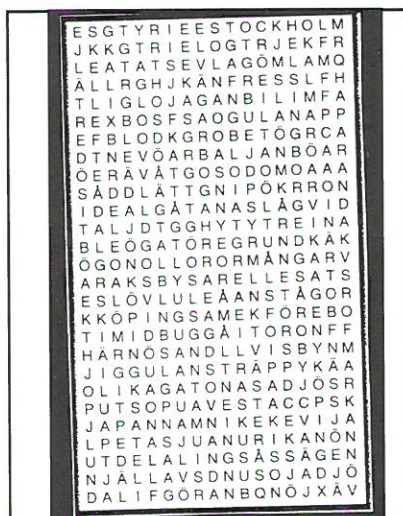 ESGTYRIEESTOCKHOLM
JKKGTRIELOGTRJEKFR
LEATATSEVLAGÖMLAMQ
ÄLLRGHJKÄNFRESSLFH
TLIGLOJAGANBILIMFA
REXBOSFSAOGULANAPP
EFBLODKGROBETÖGRCA
DTNEVÖARBALJANBÖAR
ÖERÄVÅTGOSODOMOAAA
SÅDDLÄTTGNIPÖKRRON
IDEALGÅTANASLÅGVID
TALJDTGGHYTYTREINA
BLEÖGATÖREGRUNDKÄK
ÖGONOLLORORMÅNGARV
ARAKSBYSARELLESATS
ESLÖVLULEÅANSTÅGOR
KKÖPINGSAMEKFÖREBO
TIMIDBUGGÅITORONFF
HÄRNÖSANDLLVISBYNM
JIGGULANSTRÄPPYKÄA
OLIKAGATONASADJÖSR
PUTSOPUAVESTACCPSK
JAPANNAMNIKEKEVIJA
LPETASJUANURIKANÖN
UTDELALINGSÅSSÄGEN
NJÄLLAVSDNUSOJADJÖ
DALIFGÖRANBQNÖJXÄV